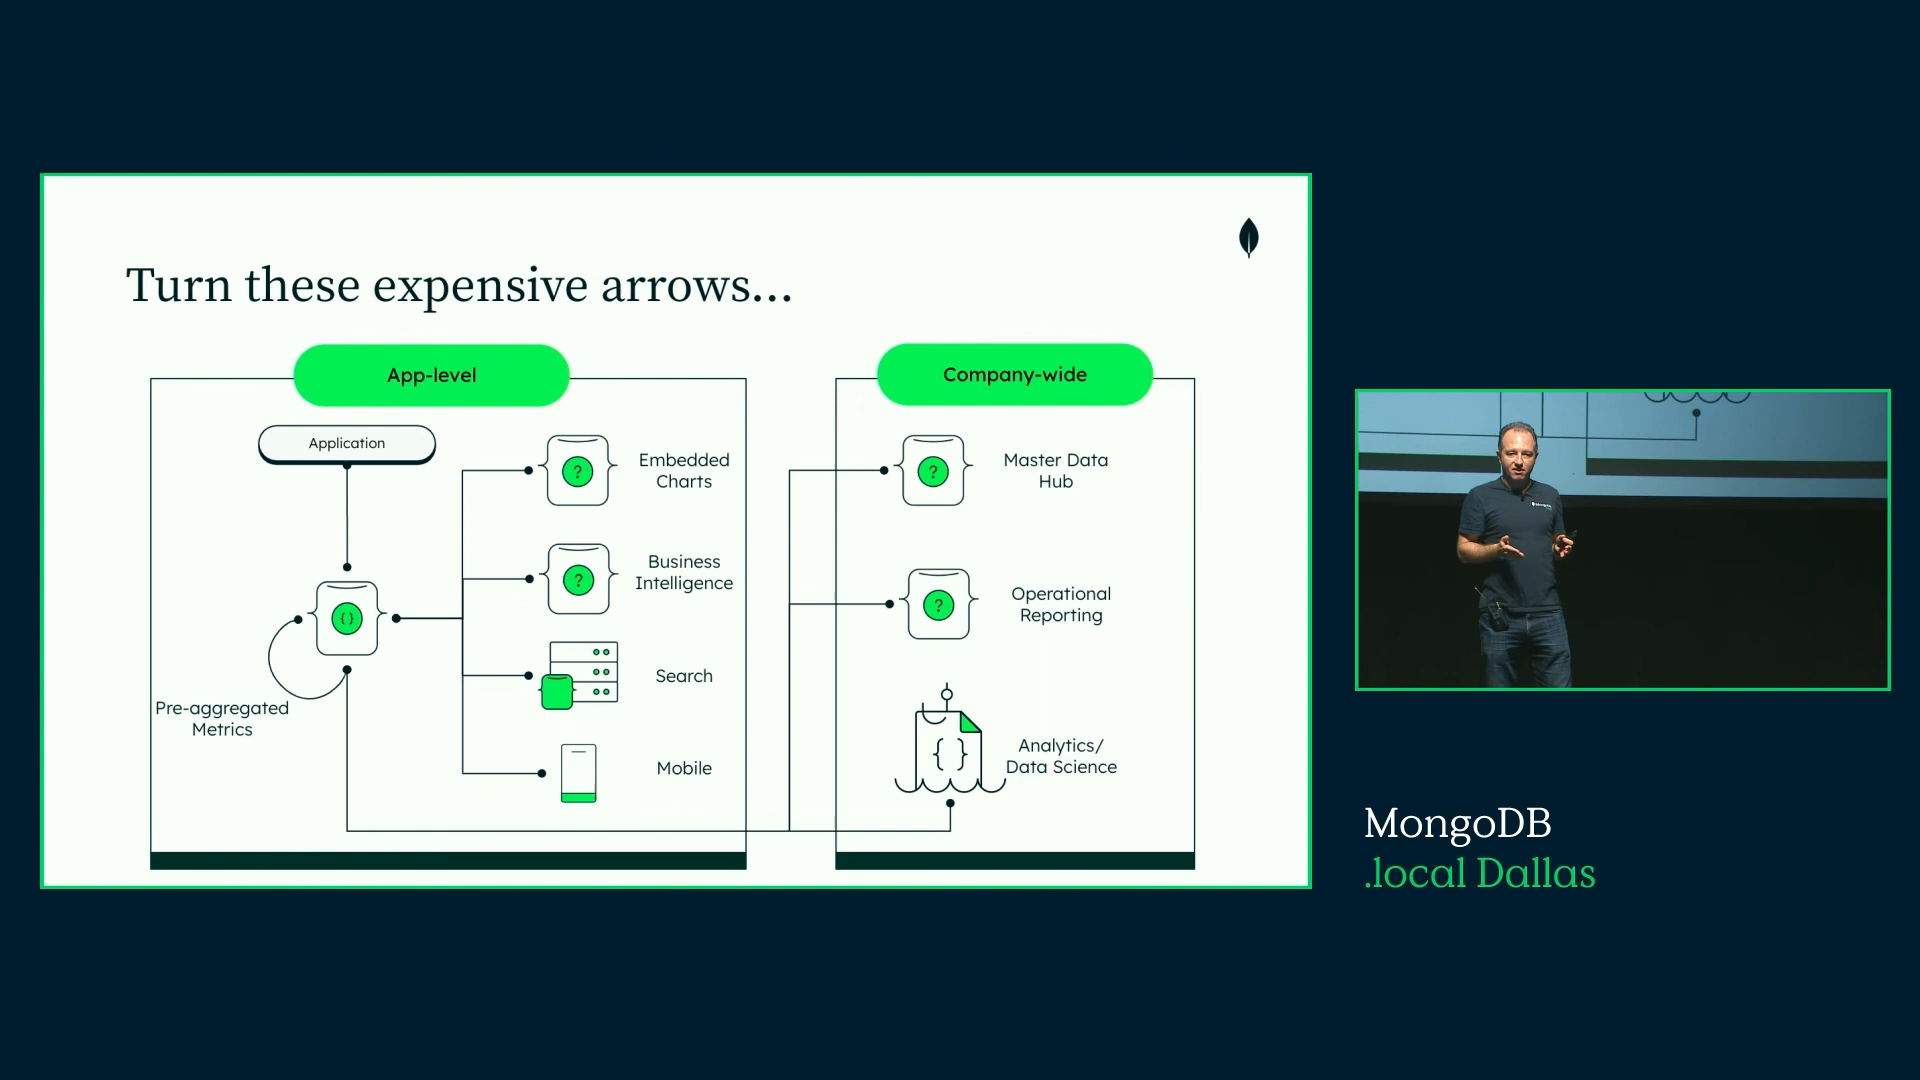 Turn these expensive arrows...
App-level
Company-wide
Application
Embedded
Charts
Business
Intelligence
Search
Mobile
Pre-aggregated
Metrics
{ }
?
?
Master Data
Hub
Operational
Reporting
Analytics/
Data Science
?
?
{ }
MongoDB
.local Dallas